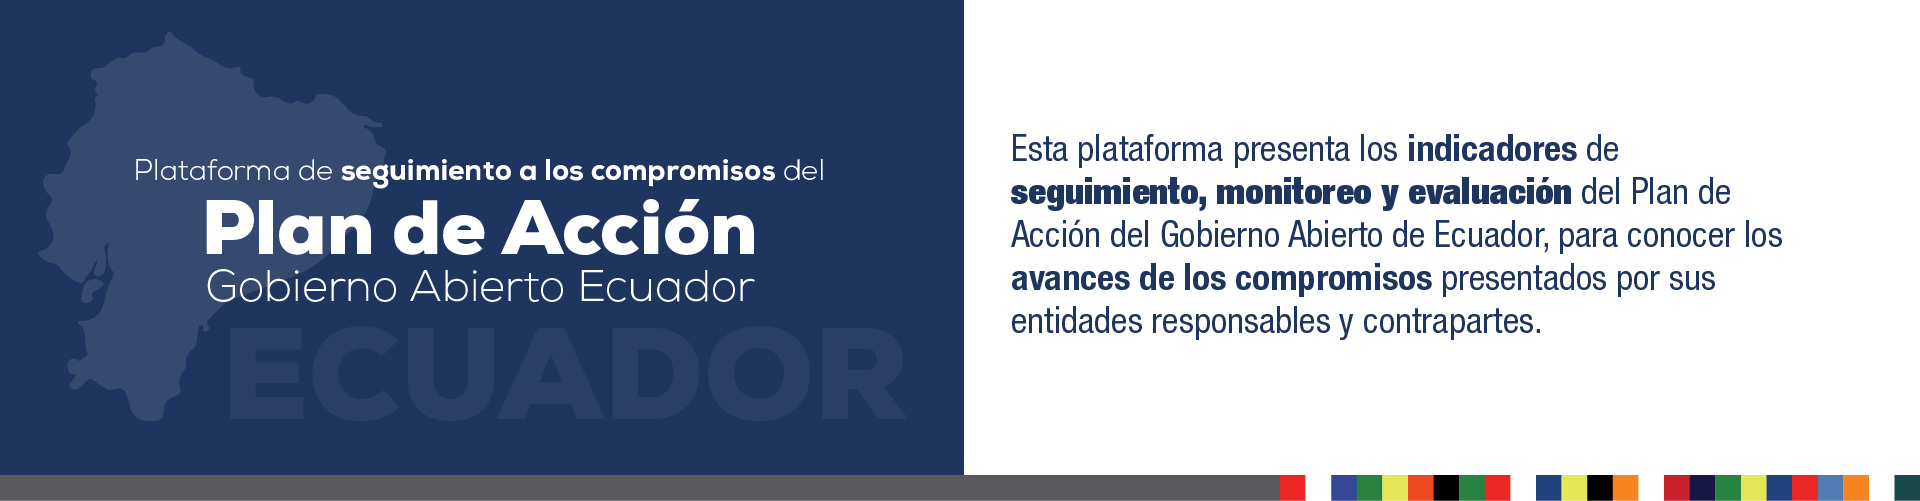 Plataforma de seguimiento a los compromisos del
Plan de Acción
Gobierno Abierto Ecuador
ECUADOR
Esta plataforma presenta los indicadores de
seguimiento, monitoreo y evaluación del Plan de
Acción del Gobierno Abierto de Ecuador, para conocer los
avances de los compromisos presentados por sus
entidades responsables y contrapartes.